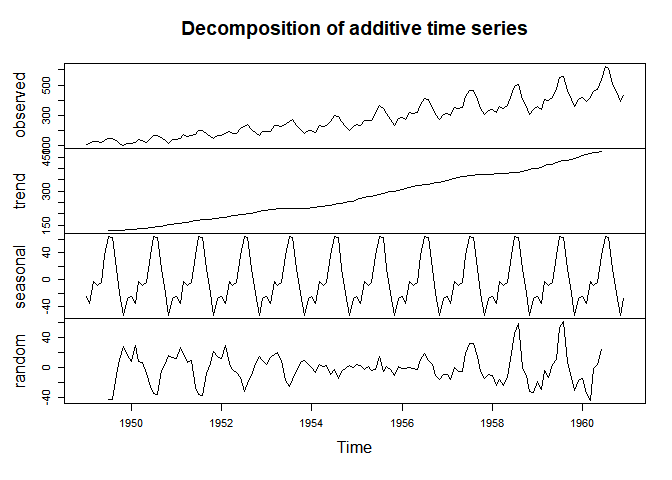 Decomposition of additive time series
observed
100 300 500
trend
150 300 450
seasonal
-40 0 40
random
-40 0 40
1950 1952 1954 1956 1958 1960
Time